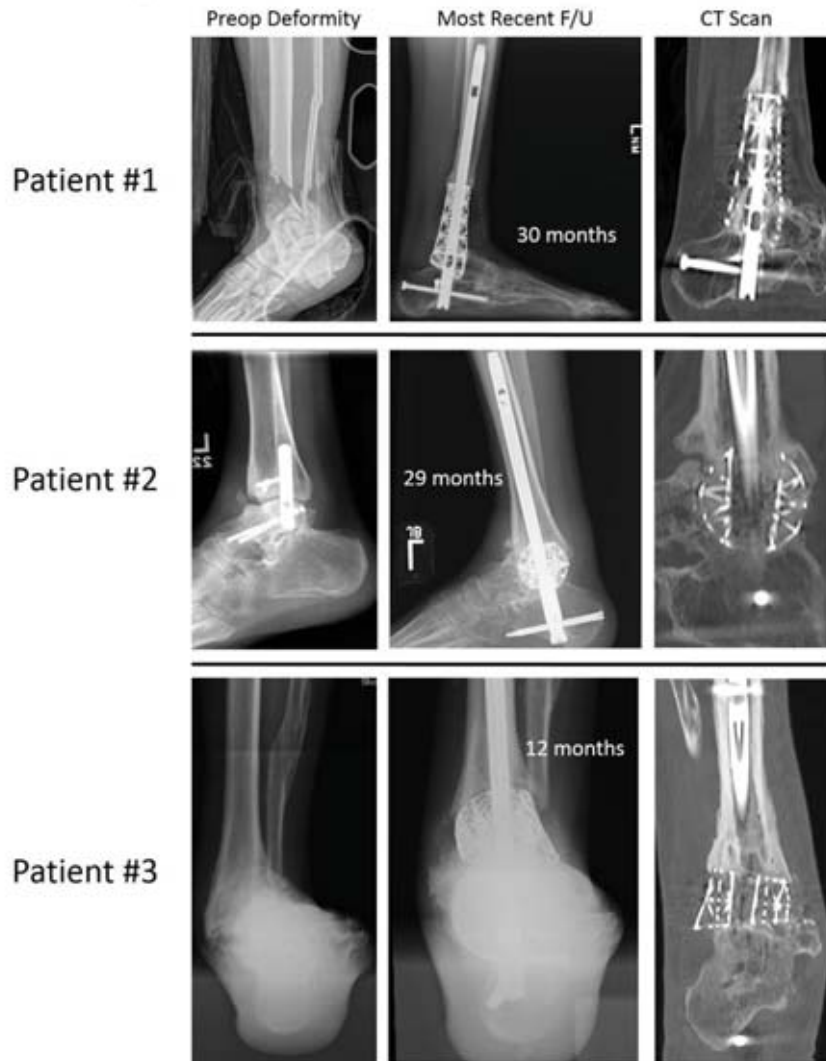 Preop Deformity Most Recent F/U CT Scan
Patient #1
30 months
L
Patient #2
29 months
L
Patient #3
12 months